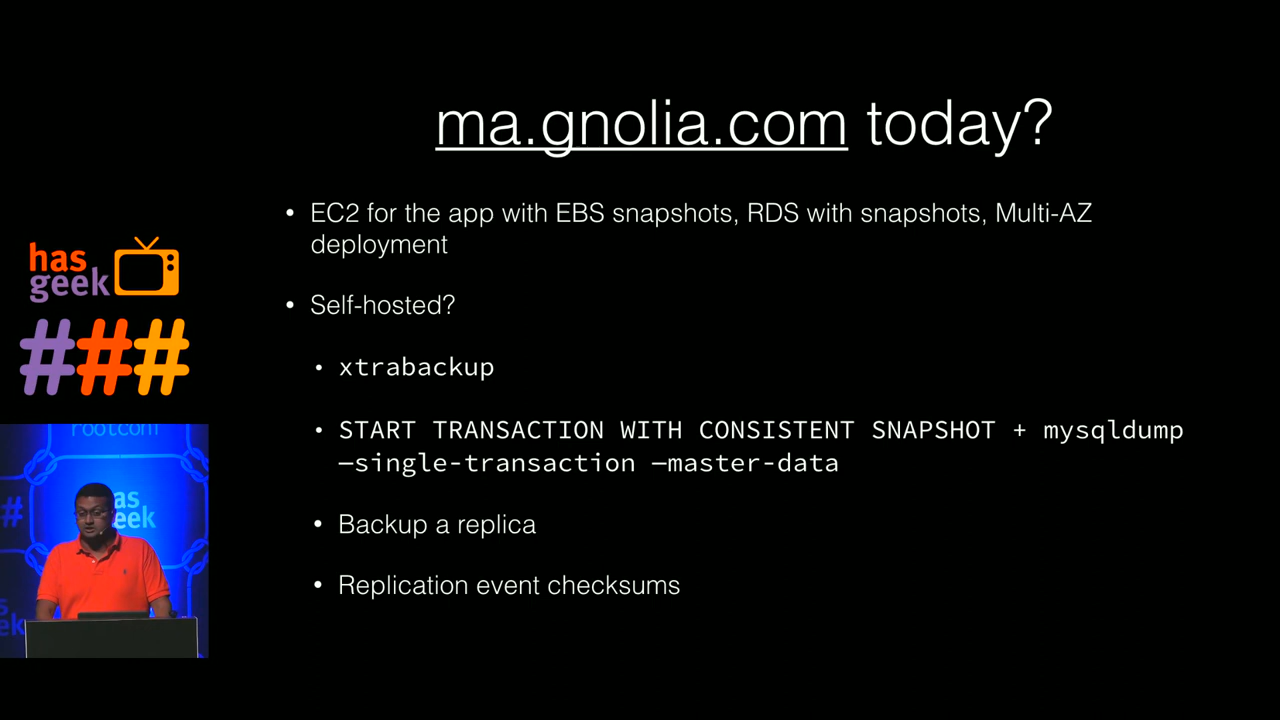 ma.gnolia.com today?
• EC2 for the app with EBS snapshots, RDS with snapshots, Multi-AZ
deployment
• Self-hosted?
• xtrabackup
• START TRANSACTION WITH CONSISTENT SNAPSHOT + mysqldump
—single-transaction —master-data
• Backup a replica
• Replication event checksums
has
geek
###
rootconf
#
as
geek
s
ek